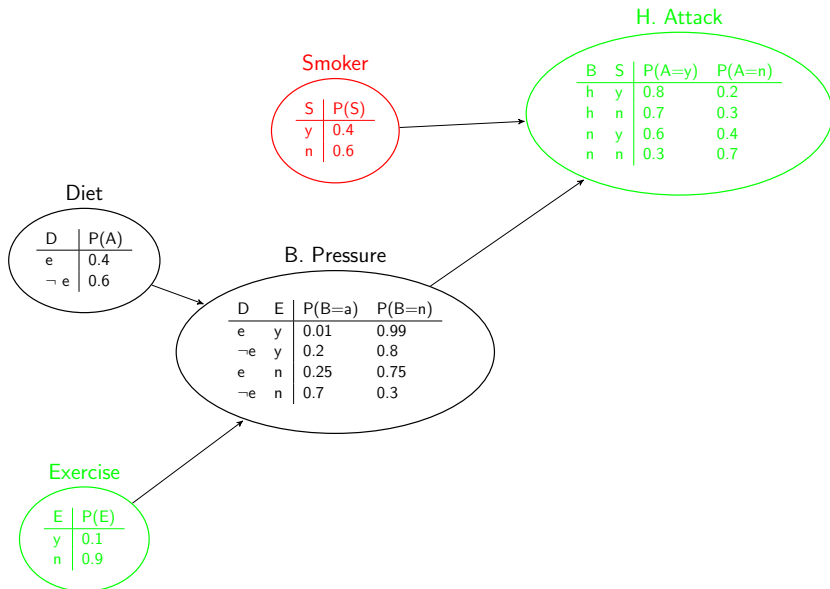 H. Attack
B S P(A=y) P(A=n)
h y 0.8 0.2
h n 0.7 0.3
n y 0.6 0.4
n n 0.3 0.7
Smoker
S P(S)
y 0.4
n 0.6
Diet
D P(A)
e 0.4
¬ e 0.6
B. Pressure
D E P(B=a) P(B=n)
e y 0.01 0.99
¬e y 0.2 0.8
e n 0.25 0.75
¬e n 0.7 0.3
Exercise
E P(E)
y 0.1
n 0.9